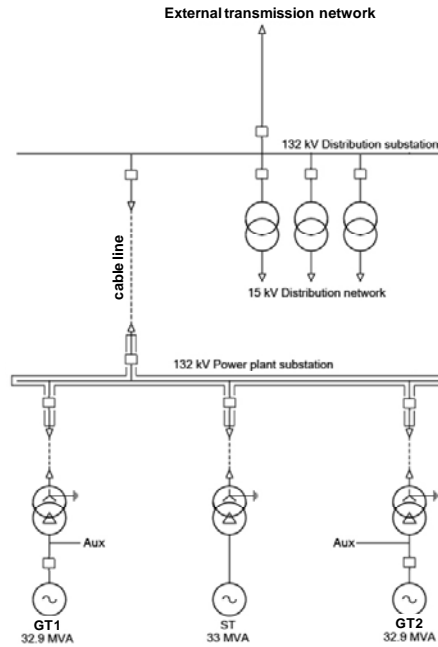 External transmission network
132 kV Distribution substation
cable line
15 kV Distribution network
132 kV Power plant substation
Aux
Aux
GT1
32.9 MVA
ST
33 MVA
GT2
32.9 MVA